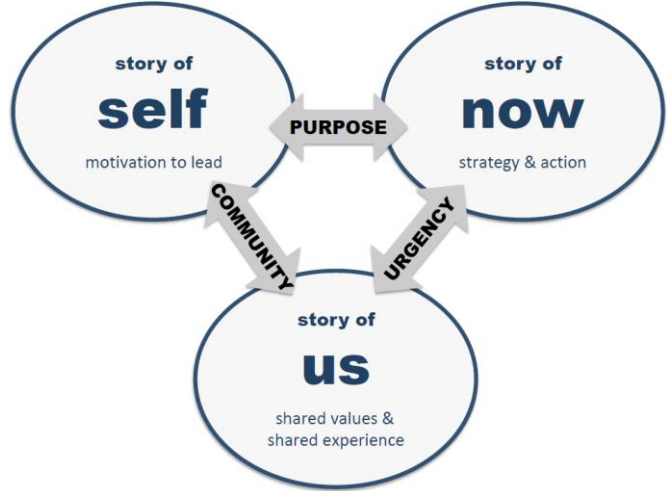 story of
self
motivation to lead
PURPOSE
story of
now
strategy & action
COMMUNITY
URGENCY
story of
us
shared values &
shared experience